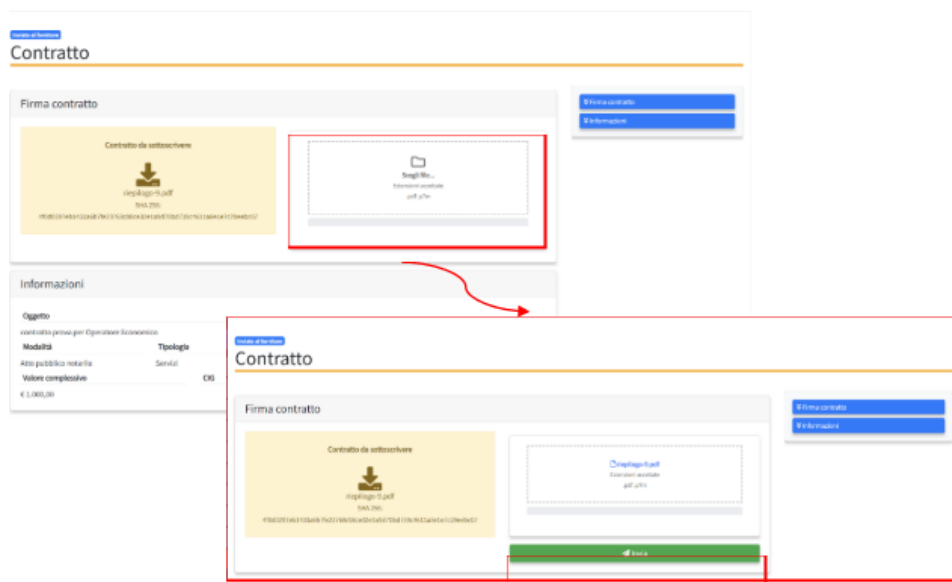 Inviato al fornitore
Contratto
Firma contratto
Contratto da sottoscrivere
riepilogo-9.pdf
SHA 256:
Scegli file...
Estensioni accettate
.pdf .p7m
Firma contratto
Informazioni
Informazioni
Oggetto
contratto prova per Operatore Economico
Modalità Tipologia
Atto pubblico notarile Servizi
Valore complessivo CIG
€ 1.000,00
Inviato al fornitore
Contratto
Firma contratto
Contratto da sottoscrivere
riepilogo-9.pdf
SHA 256:
riepilogo-9.pdf
Estensioni accettate
.pdf .p7m
Invia
Firma contratto
Informazioni